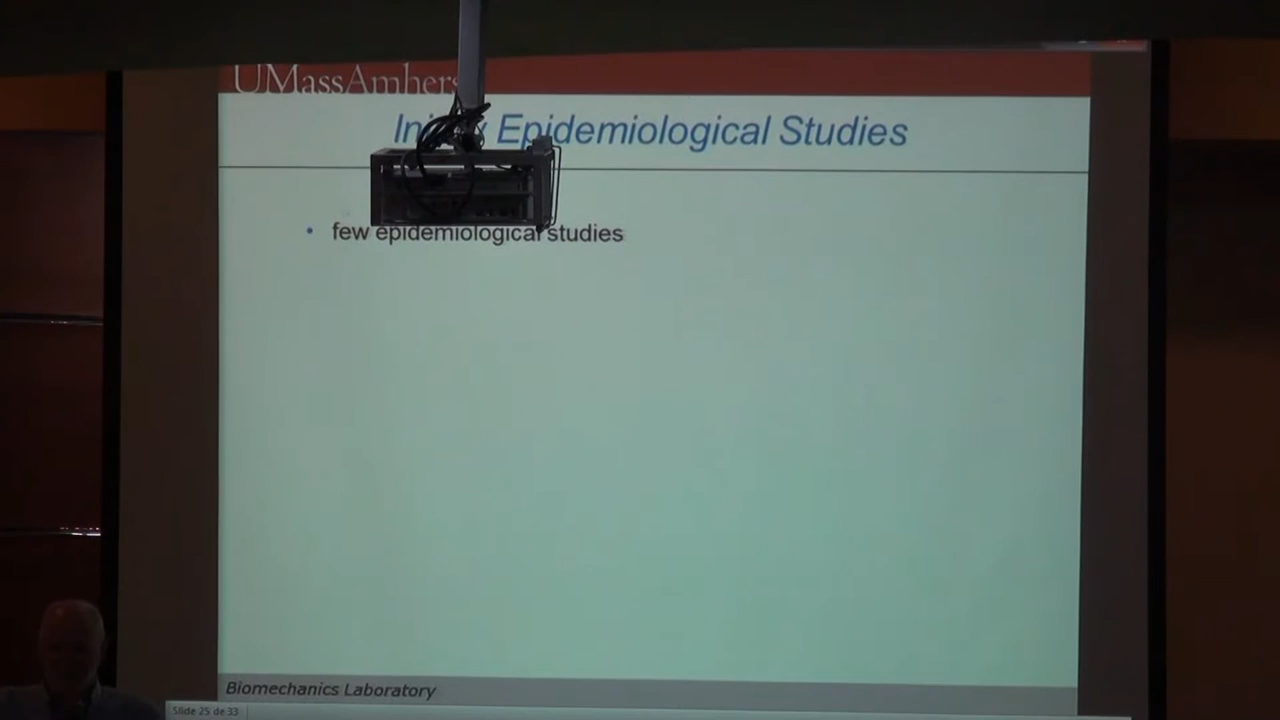 UMassAmhers
Epidemiological Studies
• few epidemiological studies
Biomechanics Laboratory
Slide 25 de 33